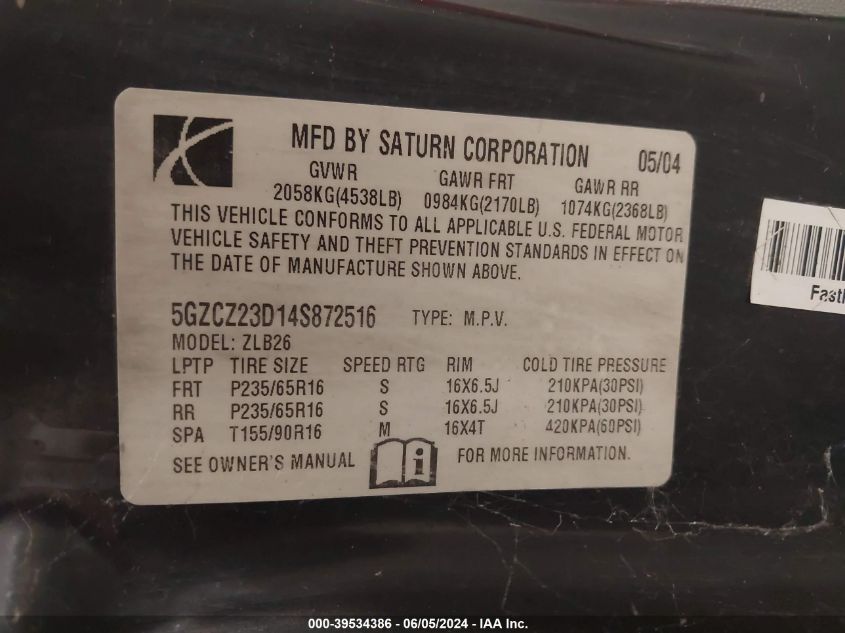 MFD BY SATURN CORPORATION 05/04
GVWR GAWR FRT GAWR RR
2058KG(4538LB) 0984KG(2170LB) 1074KG(2368LB)
THIS VEHICLE CONFORMS TO ALL APPLICABLE U.S. FEDERAL MOTOR
VEHICLE SAFETY AND THEFT PREVENTION STANDARDS IN EFFECT ON
THE DATE OF MANUFACTURE SHOWN ABOVE.
5GZCZ23D14S872516 TYPE: M.P.V.
MODEL: ZLB26
LPTP TIRE SIZE SPEED RTG RIM COLD TIRE PRESSURE
FRT P235/65R16 S 16X6.5J 210KPA(30PSI)
RR P235/65R16 S 16X6.5J 210KPA(30PSI)
SPA T155/90R16 M 16X4T 420KPA(60PSI)
SEE OWNER'S MANUAL i FOR MORE INFORMATION.
000-39534386 - 06/05/2024 - IAA Inc.